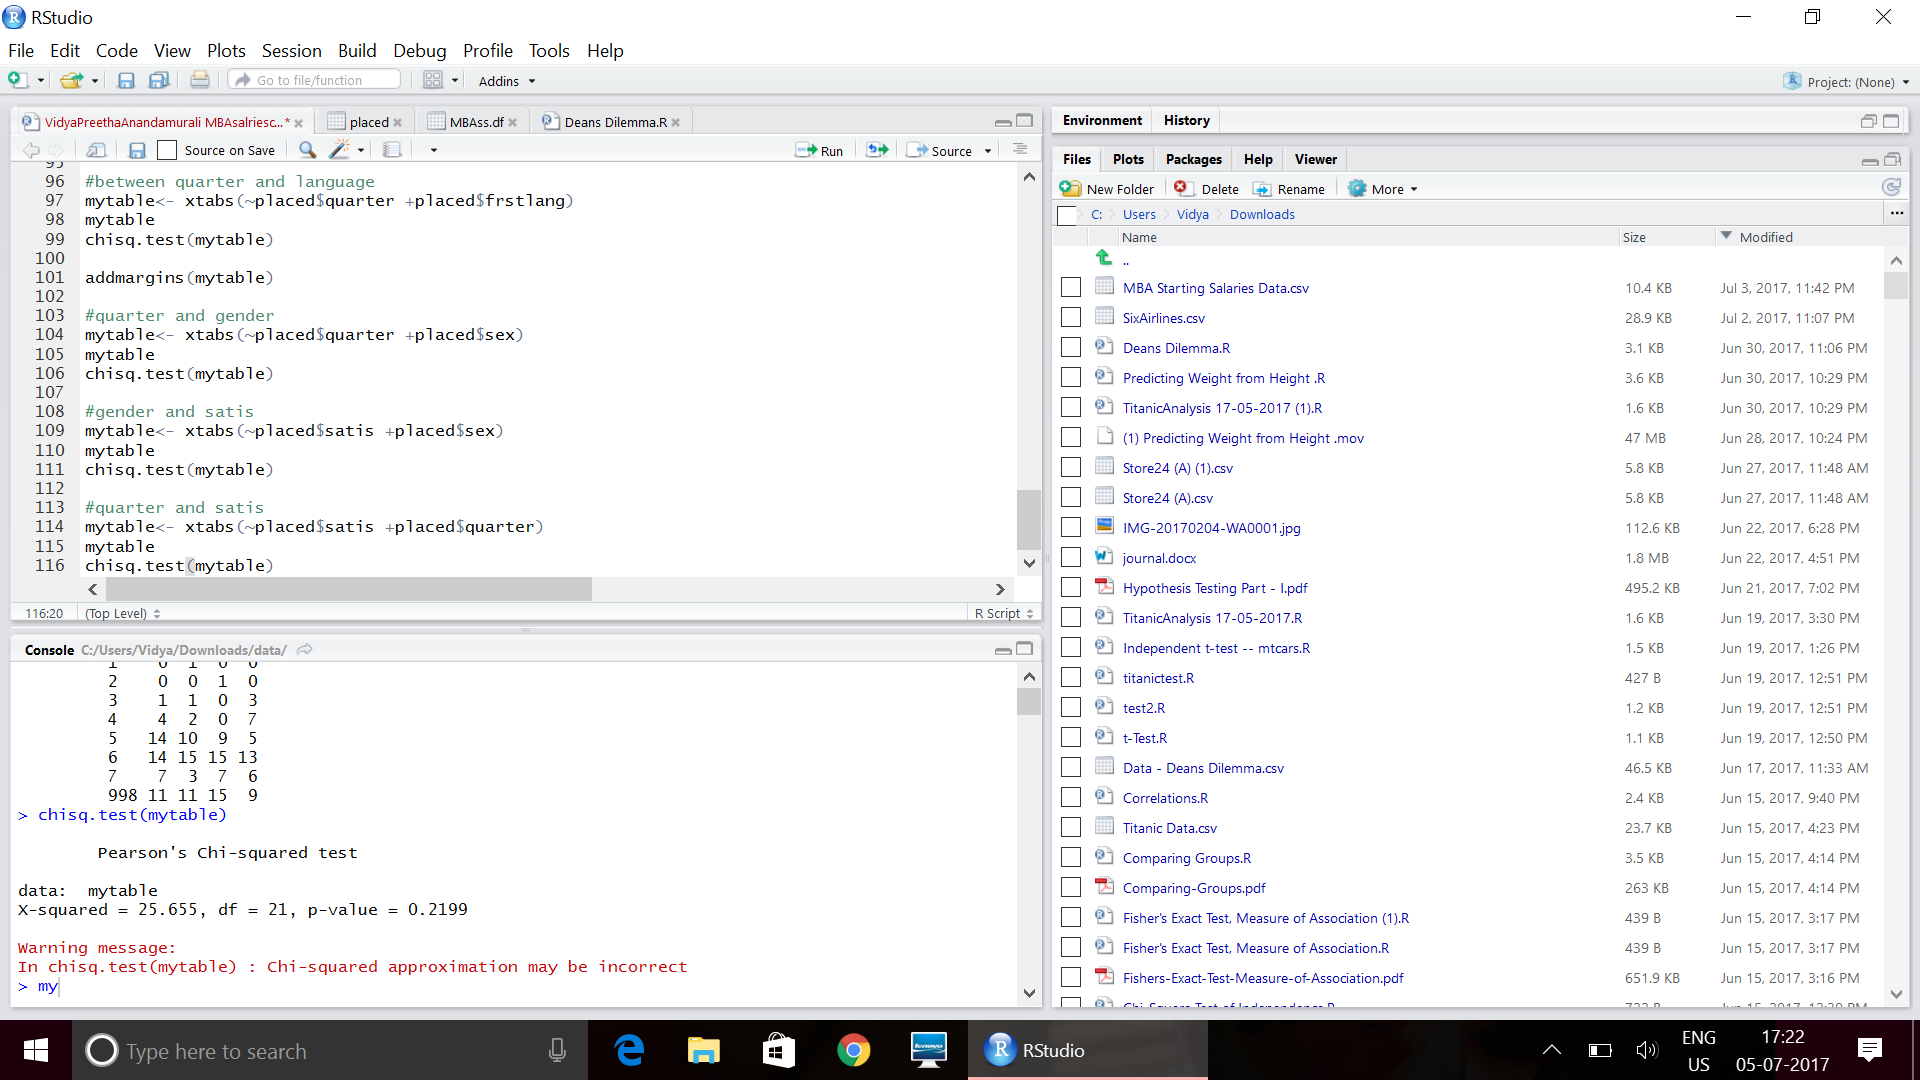 RStudio
File Edit Code View Plots Session Build Debug Profile Tools Help
Go to file/function
Addins
Project: (None)
VidyaPreethaAnandamurali MBAsalriesc...*
placed
MBAss.df
Deans Dilemma.R
Source on Save
Run
Source
95
96 #between quarter and language
97 mytable<- xtabs(~placed$quarter +placed$frstlang)
98 mytable
99 chisq.test(mytable)
100
101 addmargins(mytable)
102
103 #quarter and gender
104 mytable<- xtabs(~placed$quarter +placed$sex)
105 mytable
106 chisq.test(mytable)
107
108 #gender and satis
109 mytable<- xtabs(~placed$satis +placed$sex)
110 mytable
111 chisq.test(mytable)
112
113 #quarter and satis
114 mytable<- xtabs(~placed$satis +placed$quarter)
115 mytable
116 chisq.test(mytable)
116:20 (Top Level) R Script
Console C:/Users/Vidya/Downloads/data/
1 0 1 0 0
2 0 0 1 0
3 1 1 0 3
4 4 2 0 7
5 14 10 9 5
6 14 15 15 13
7 7 3 7 6
998 11 11 15 9
> chisq.test(mytable)
Pearson's Chi-squared test
data: mytable
X-squared = 25.655, df = 21, p-value = 0.2199
Warning message:
In chisq.test(mytable) : Chi-squared approximation may be incorrect
> my
Environment History
Files Plots Packages Help Viewer
New Folder Delete Rename More
C: Users Vidya Downloads ...
Name Size Modified
..
MBA Starting Salaries Data.csv 10.4 KB Jul 3, 2017, 11:42 PM
SixAirlines.csv 28.9 KB Jul 2, 2017, 11:07 PM
Deans Dilemma.R 3.1 KB Jun 30, 2017, 11:06 PM
Predicting Weight from Height .R 3.6 KB Jun 30, 2017, 10:29 PM
TitanicAnalysis 17-05-2017 (1).R 1.6 KB Jun 30, 2017, 10:29 PM
(1) Predicting Weight from Height .mov 47 MB Jun 28, 2017, 10:24 PM
Store24 (A) (1).csv 5.8 KB Jun 27, 2017, 11:48 AM
Store24 (A).csv 5.8 KB Jun 27, 2017, 11:48 AM
IMG-20170204-WA0001.jpg 112.6 KB Jun 22, 2017, 6:28 PM
journal.docx 1.8 MB Jun 22, 2017, 4:51 PM
Hypothesis Testing Part - I.pdf 495.2 KB Jun 21, 2017, 7:02 PM
TitanicAnalysis 17-05-2017.R 1.6 KB Jun 19, 2017, 3:30 PM
Independent t-test -- mtcars.R 1.5 KB Jun 19, 2017, 1:26 PM
titanictest.R 427 B Jun 19, 2017, 12:51 PM
test2.R 1.2 KB Jun 19, 2017, 12:51 PM
t-Test.R 1.1 KB Jun 19, 2017, 12:50 PM
Data - Deans Dilemma.csv 46.5 KB Jun 17, 2017, 11:33 AM
Correlations.R 2.4 KB Jun 15, 2017, 9:40 PM
Titanic Data.csv 23.7 KB Jun 15, 2017, 4:23 PM
Comparing Groups.R 3.5 KB Jun 15, 2017, 4:14 PM
Comparing-Groups.pdf 263 KB Jun 15, 2017, 4:14 PM
Fisher's Exact Test, Measure of Association (1).R 439 B Jun 15, 2017, 3:17 PM
Fisher's Exact Test, Measure of Association.R 439 B Jun 15, 2017, 3:17 PM
Fishers-Exact-Test-Measure-of-Association.pdf 651.9 KB Jun 15, 2017, 3:16 PM
Chi-Square Test of Independence.R 722 B Jun 15, 2017, 12:30 PM
Type here to search
lenovo
RStudio
ENG
US
17:22
05-07-2017